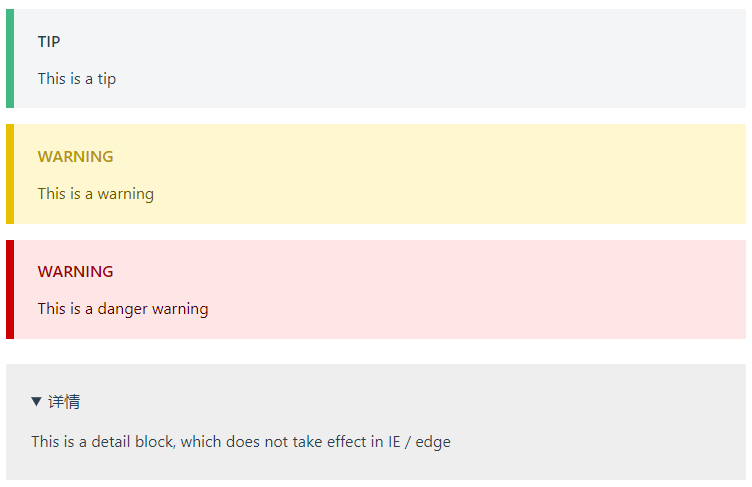 TIP
This is a tip
WARNING
This is a warning
WARNING
This is a danger warning
详情
This is a detail block, which does not take effect in IE / edge